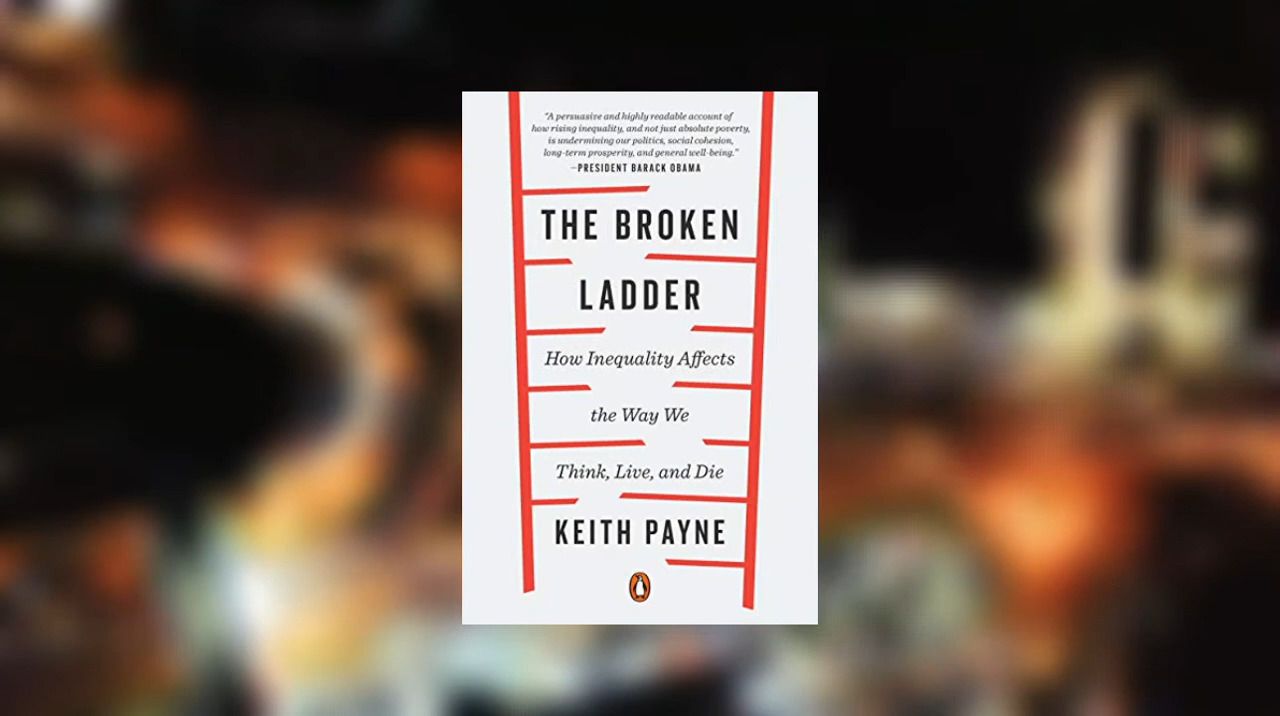 "A persuasive and highly readable account of
how rising inequality, and not just absolute poverty,
is undermining our politics, social cohesion,
long-term prosperity, and general well-being."
—PRESIDENT BARACK OBAMA
THE BROKEN
LADDER
How Inequality Affects
the Way We
Think, Live, and Die
KEITH PAYNE